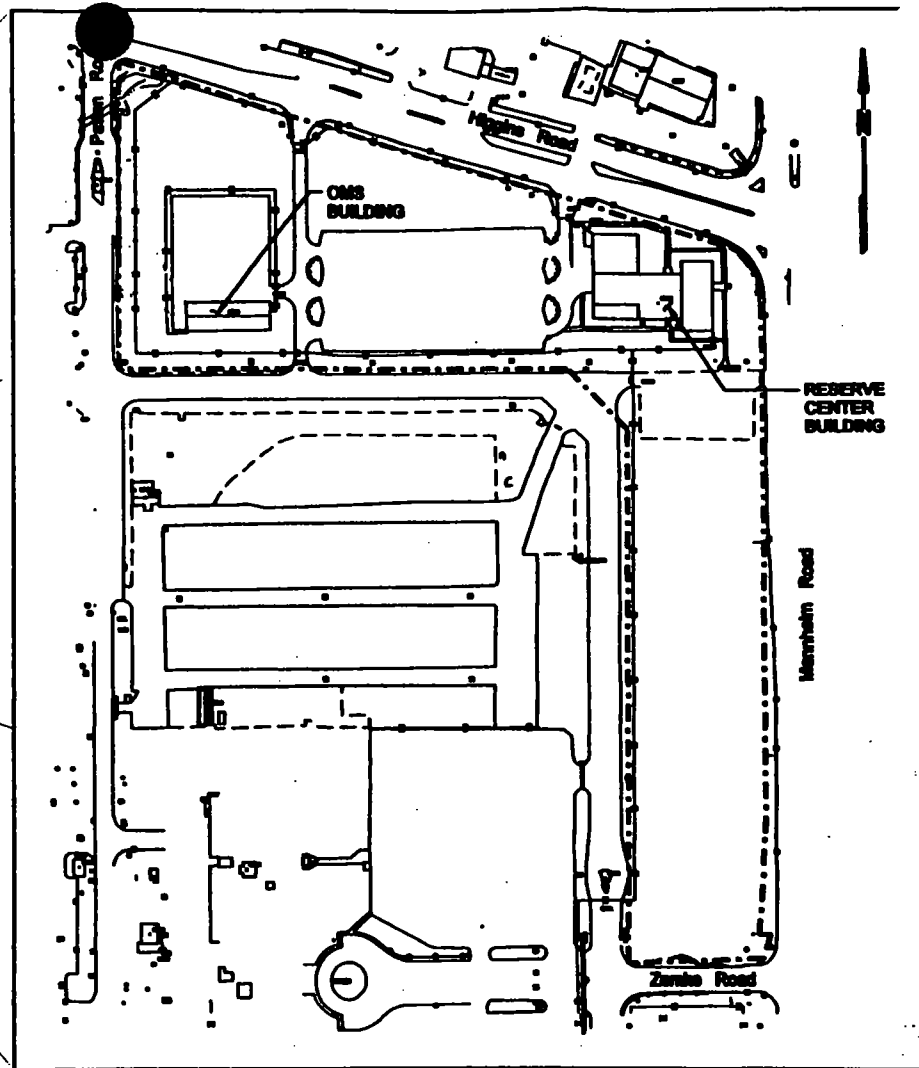 Higgins Road
OMS
BUILDING
RESERVE
CENTER
BUILDING
Mannheim Road
Zemke Road